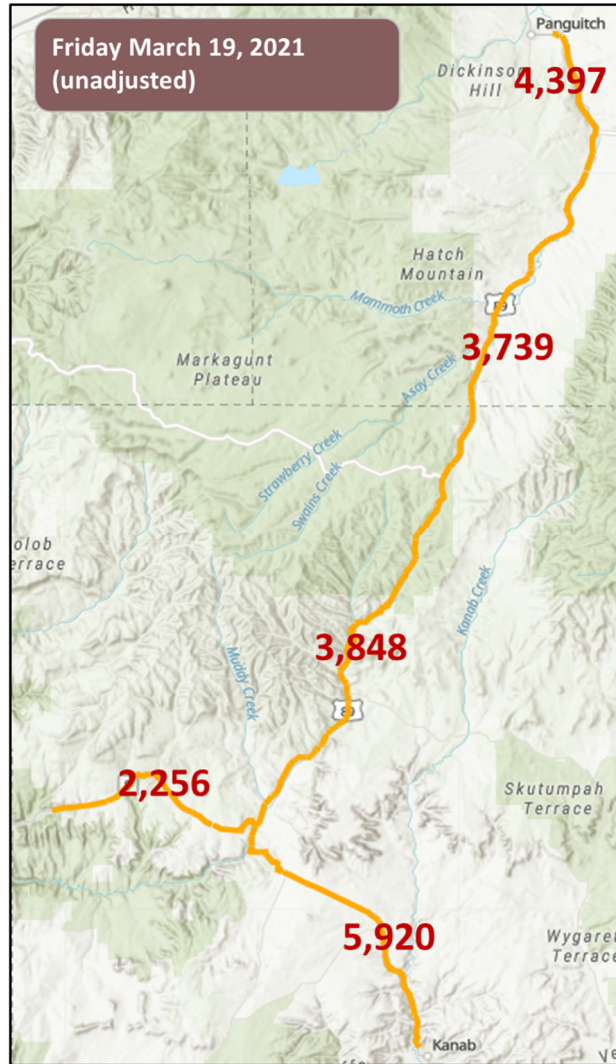 Friday March 19, 2021
(unadjusted)
Panguitch
Dickinson
Hill
4,397
Hatch
Mountain
Mammoth Creek
89
3,739
Markagunt
Plateau
Asay Creek
Strawberry Creek
Swains Creek
olob
errace
Kanab Creek
Muddy Creek
3,848
89
2,256
Skutumpah
Terrace
5,920
Wygaret
Terrace
Kanab